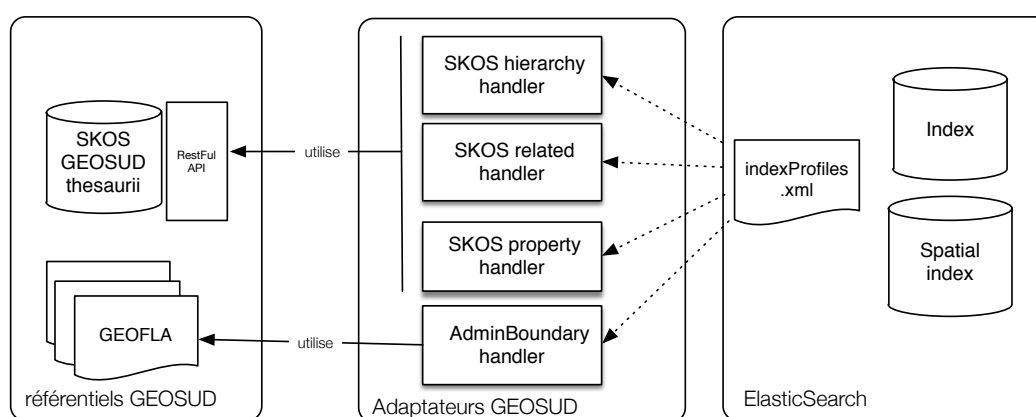 SKOS
GEOSUD
thesaurii
RestFul
API
GEOFLA
référentiels GEOSUD
utilise
utilise
SKOS hierarchy
handler
SKOS related
handler
SKOS property
handler
AdminBoundary
handler
Adaptateurs GEOSUD
indexProfiles
.xml
Index
Spatial
index
ElasticSearch